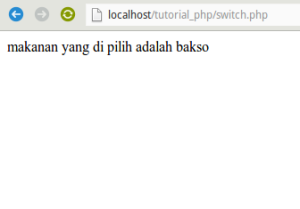 localhost/tutorial_php/switch.php
makanan yang di pilih adalah bakso